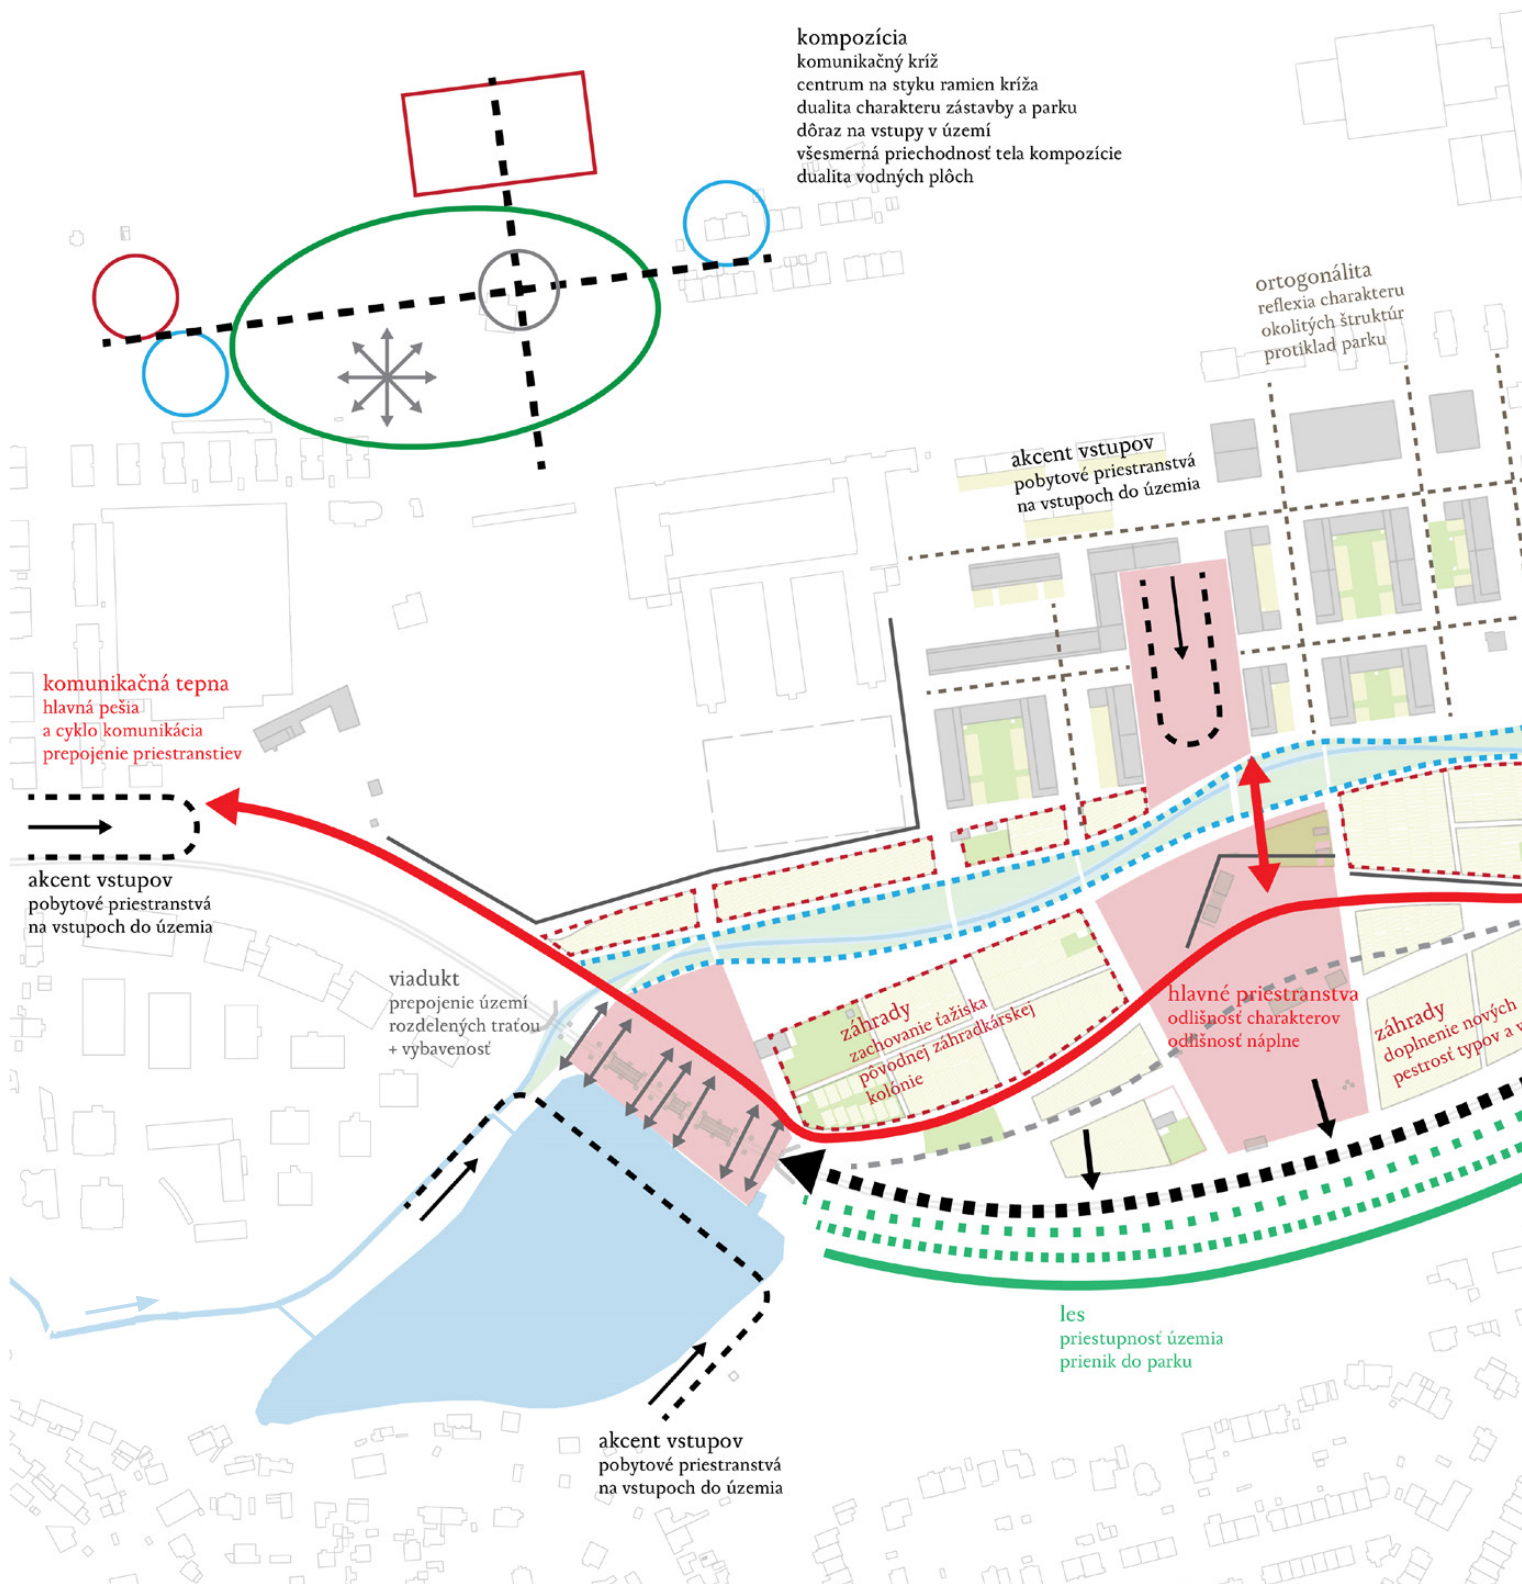 kompozícia
komunikačný kríž
centrum na styku ramien kríža
dualita charakteru zástavby a parku
dôraz na vstupy v území
všesmerná priechodnosť tela kompozície
dualita vodných plôch
ortogonálita
reflexia charakteru
okolitých štruktúr
protiklad parku
akcent vstupov
pobytové priestranstvá
na vstupoch do územia
komunikačná tepna
hlavná pešia
a cyklo komunikácia
prepojenie priestranstiev
akcent vstupov
pobytové priestranstvá
na vstupoch do územia
viadukt
prepojenie území
rozdelených traťou
+ vybavenosť
záhrady
zachovanie ťažiska
pôvodnej záhradkárskej
kolónie
hlavné priestranstva
odlišnosť charakterov
odlišnosť náplne
záhrady
doplnenie nových
pestrosť typov a v
les
priestupnosť územia
prienik do parku
akcent vstupov
pobytové priestranstvá
na vstupoch do územia